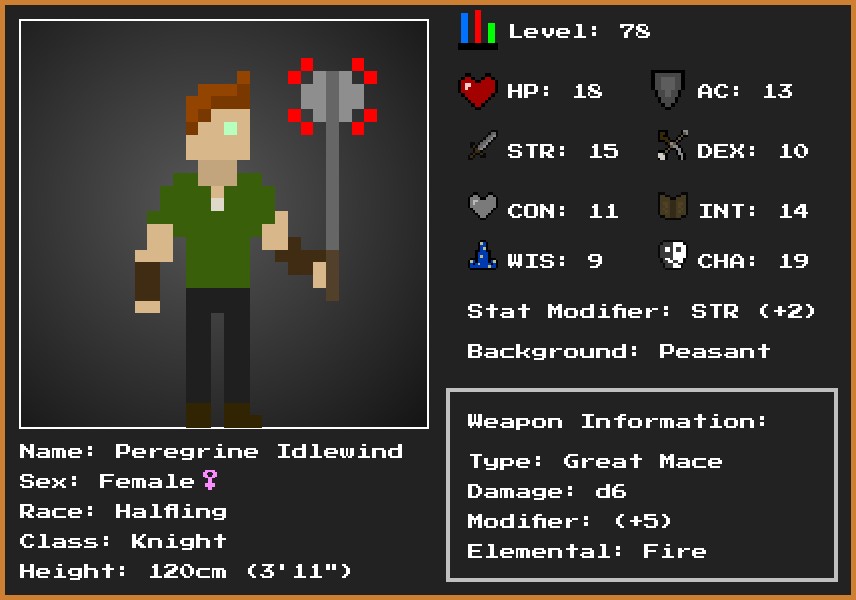 Level: 78
HP: 18
AC: 13
STR: 15
DEX: 10
CON: 11
INT: 14
WIS: 9
CHA: 19
Stat Modifier: STR (+2)
Background: Peasant
Weapon Information:
Type: Great Mace
Damage: d6
Modifier: (+5)
Elemental: Fire
Name: Peregrine Idlewind
Sex: Female♀
Race: Halfling
Class: Knight
Height: 120cm (3'11")